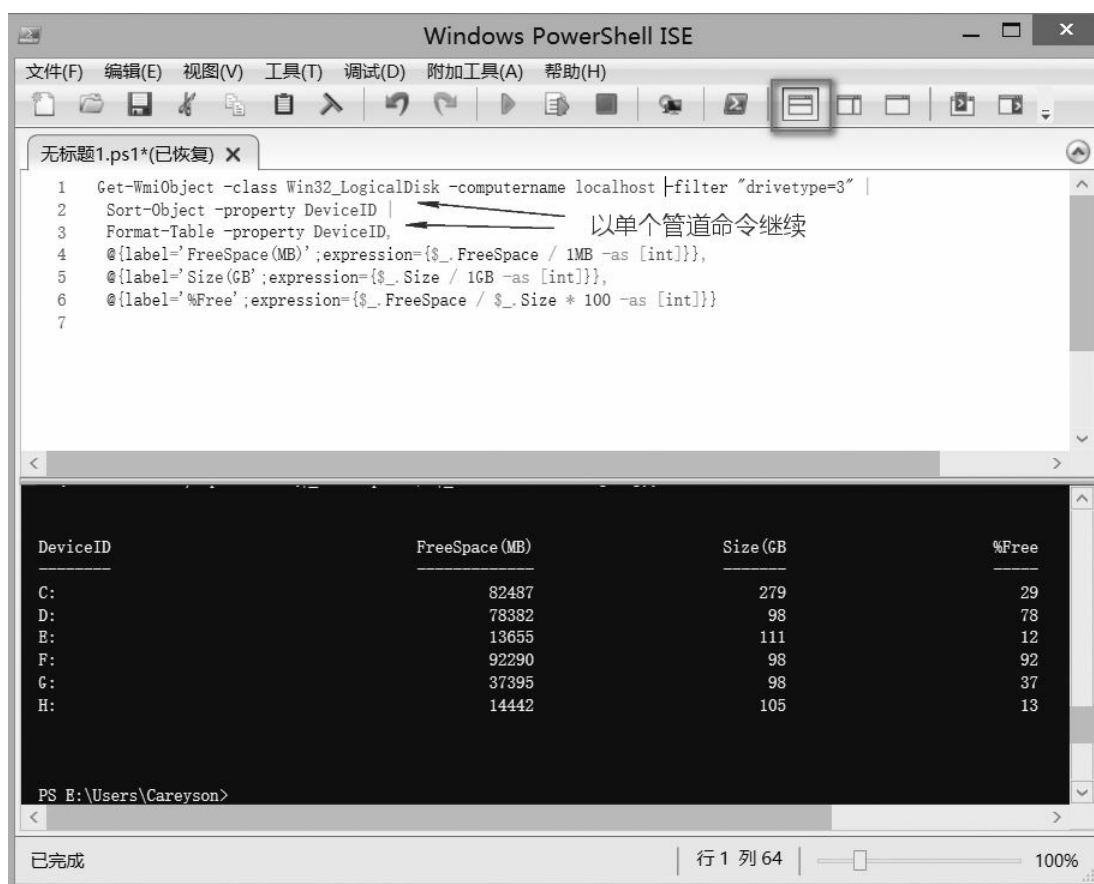 Windows PowerShell ISE
文件(F) 编辑(E) 视图(V) 工具(T) 调试(D) 附加工具(A) 帮助(H)
无标题1.ps1*(已恢复) X
1 Get-WmiObject -class Win32_LogicalDisk -computername localhost -filter "drivetype=3" |
2 Sort-Object -property DeviceID |
3 Format-Table -property DeviceID,
以单个管道命令继续
4 @{label='FreeSpace(MB)';expression={$_.FreeSpace / 1MB -as [int]}},
5 @{label='Size(GB';expression={$_.Size / 1GB -as [int]}},
6 @{label='%Free';expression={$_.FreeSpace / $_.Size * 100 -as [int]}}
7
DeviceID FreeSpace(MB) Size(GB %Free
-------- ------------- ------- -----
C: 82487 279 29
D: 78382 98 78
E: 13655 111 12
F: 92290 98 92
G: 37395 98 37
H: 14442 105 13
PS E:\Users\Careyson>
已完成 行 1 列 64 100%